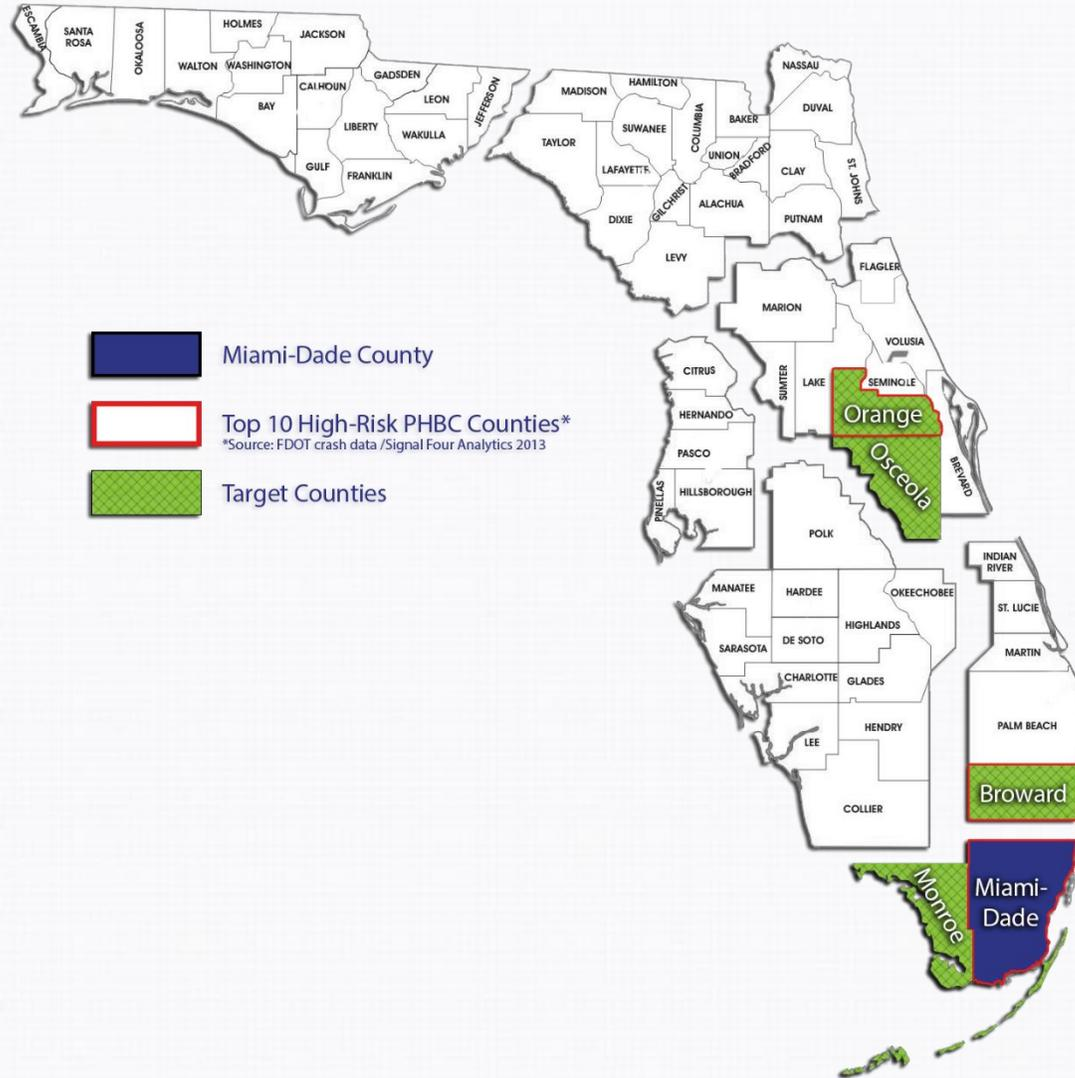 ESCAMBIA
SANTA
ROSA
OKALOOSA
HOLMES
WALTON
WASHINGTON
JACKSON
BAY
CALHOUN
GULF
LIBERTY
FRANKLIN
GADSDEN
LEON
WAKULLA
JEFFERSON
MADISON
TAYLOR
HAMILTON
SUWANEE
LAFAYETTE
DIXIE
COLUMBIA
GILCHRIST
LEVY
BAKER
UNION
BRADFORD
ALACHUA
NASSAU
DUVAL
CLAY
ST. JOHNS
PUTNAM
FLAGLER
MARION
VOLUSIA
SUMTER
LAKE
SEMINOLE
Orange
Osceola
BREVARD
CITRUS
HERNANDO
PASCO
PINELLAS
HILLSBOROUGH
Miami-Dade County
Top 10 High-Risk PHBC Counties*
*Source: FDOT crash data /Signal Four Analytics 2013
Target Counties
POLK
MANATEE
HARDEE
OKEECHOBEE
HIGHLANDS
SARASOTA
DE SOTO
CHARLOTTE
GLADES
LEE
HENDRY
COLLIER
INDIAN
RIVER
ST. LUCIE
MARTIN
PALM BEACH
Broward
Monroe
Miami-
Dade